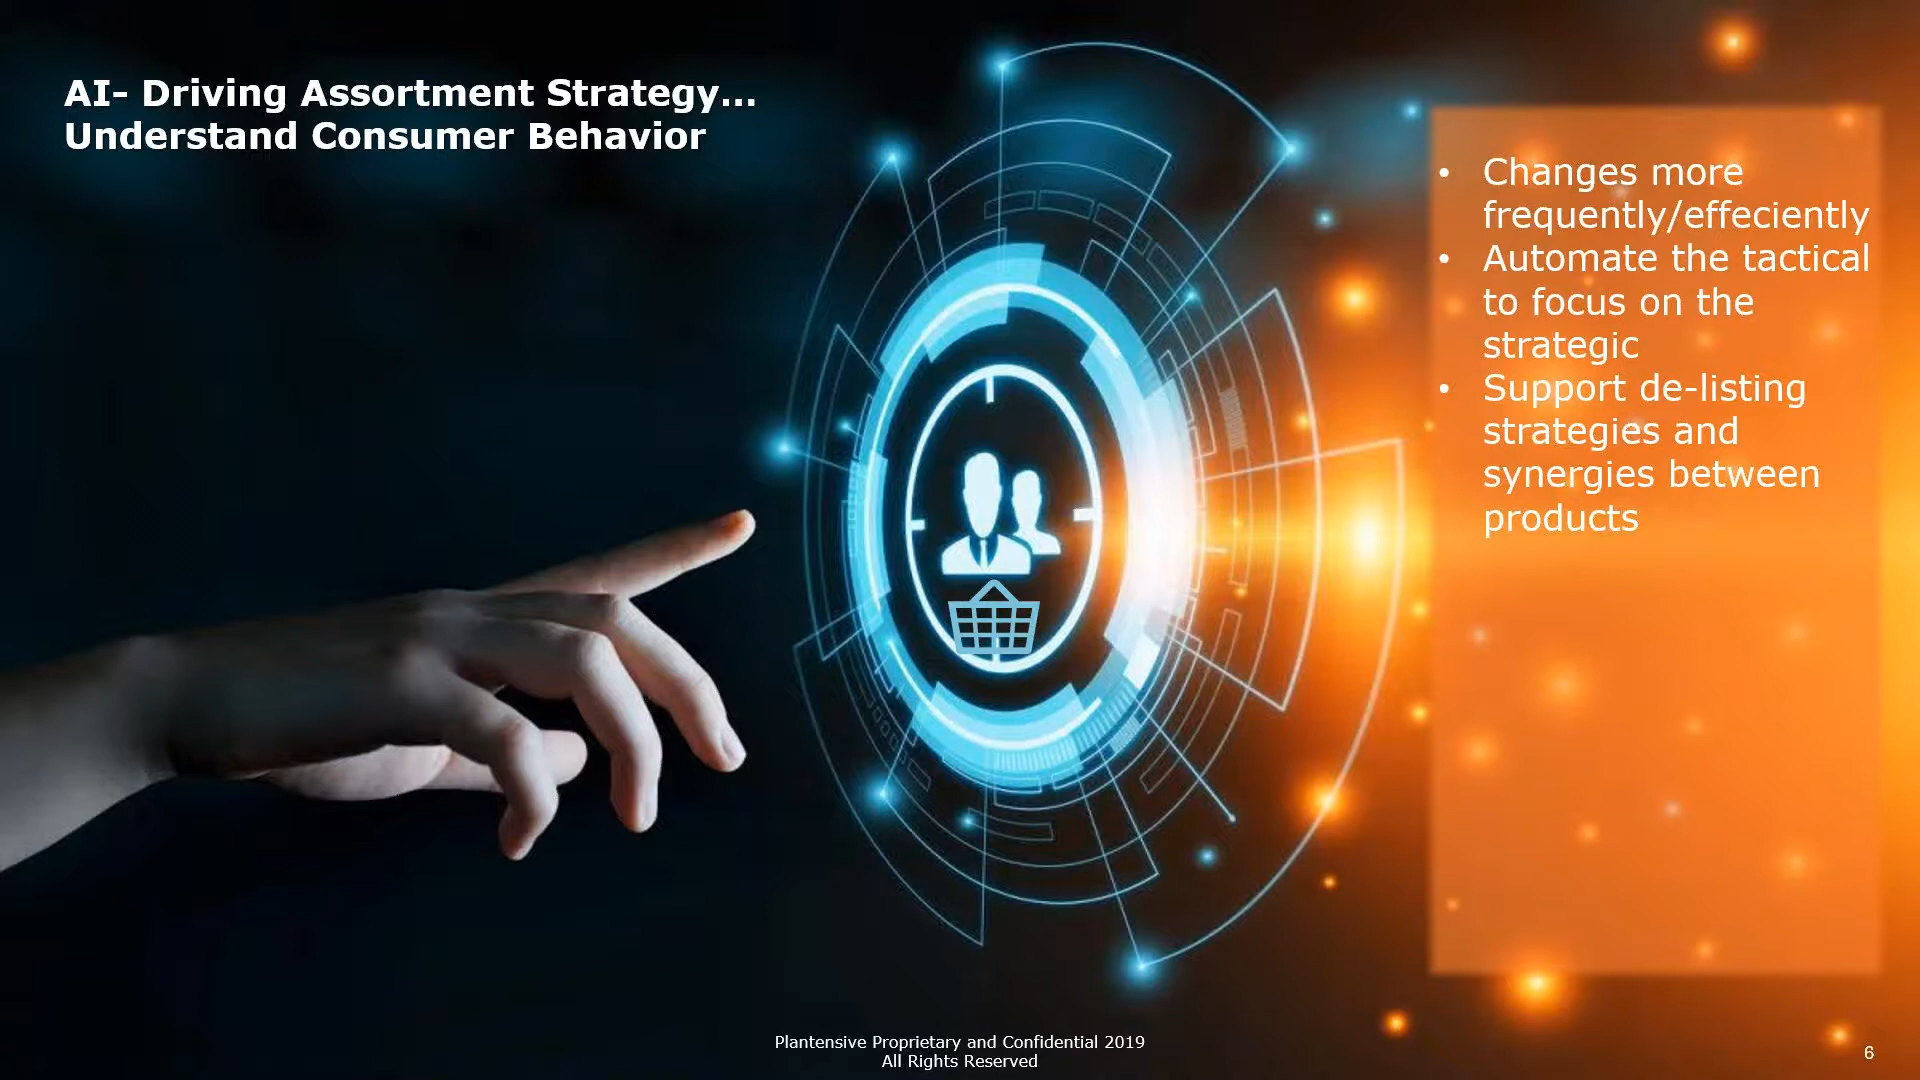 AI- Driving Assortment Strategy...
Understand Consumer Behavior
• Changes more
frequently/effeciently
• Automate the tactical
to focus on the
strategic
• Support de-listing
strategies and
synergies between
products
Plantensive Proprietary and Confidential 2019
All Rights Reserved
6